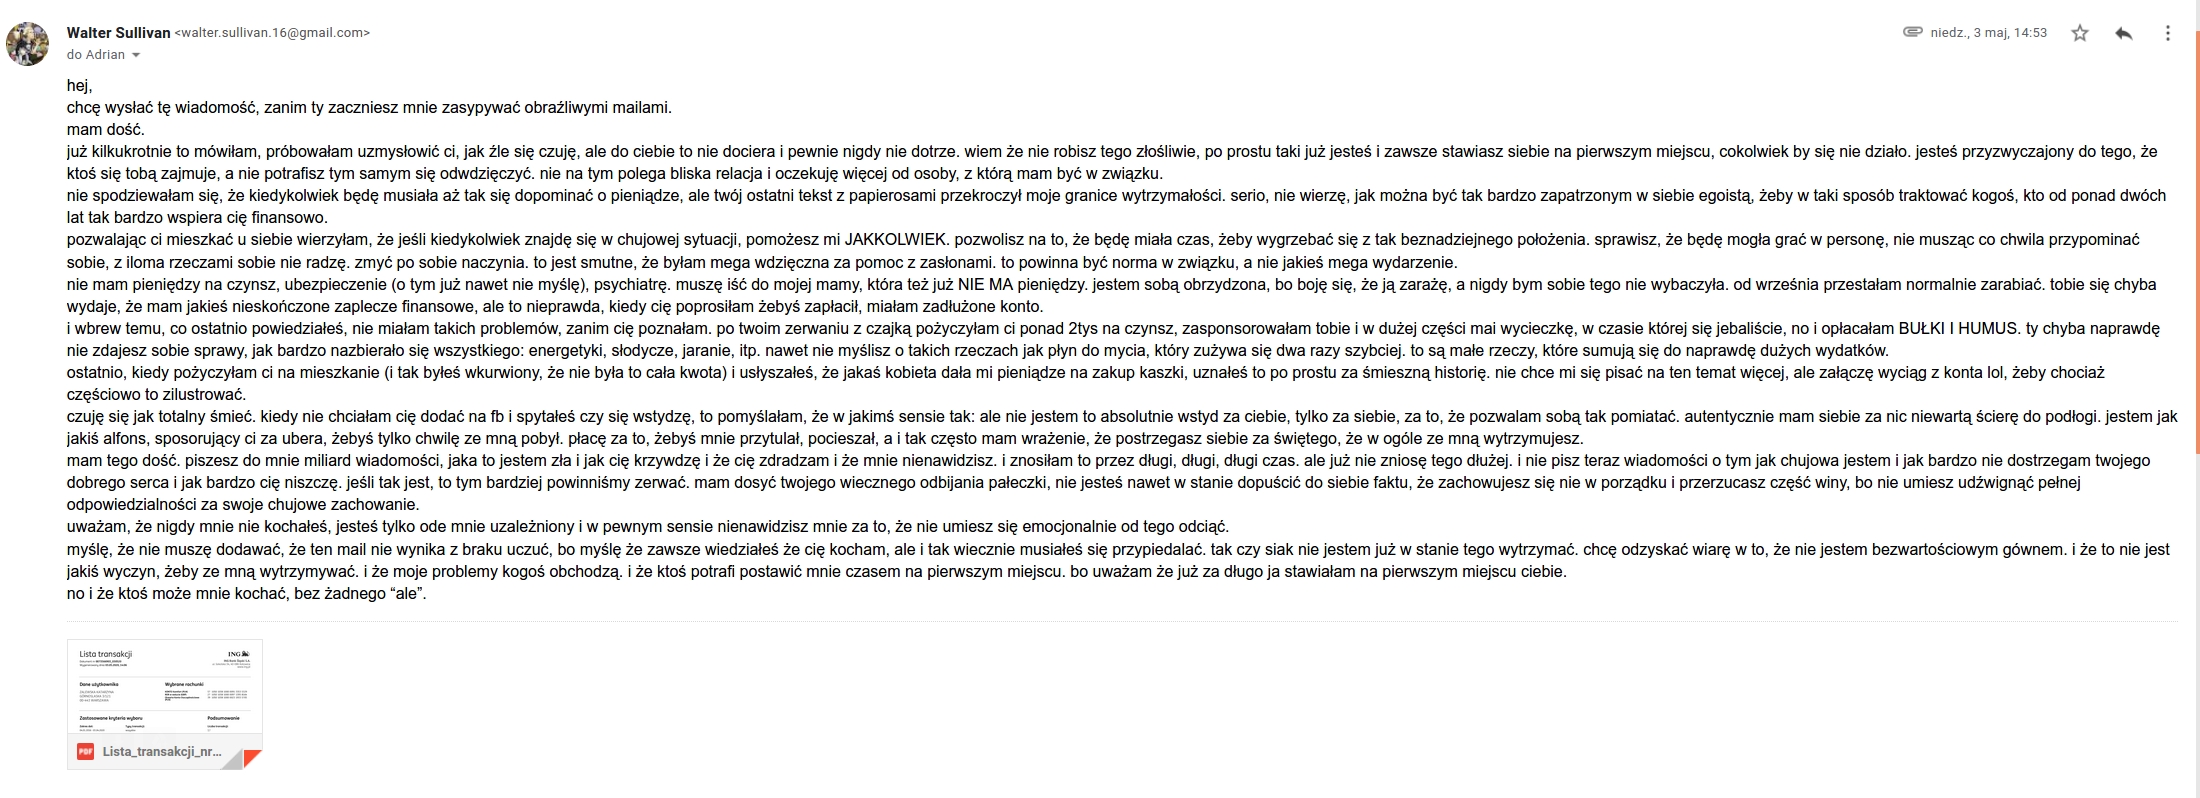 Walter Sullivan <walter.sullivan.16@gmail.com>
niedz., 3 maj, 14:53
do Adrian
hej,
chcę wysłać tę wiadomość, zanim ty zaczniesz mnie zasypywać obraźliwymi mailami.
mam dość.
już kilkukrotnie to mówiłam, próbowałam uzmysłowić ci, jak źle się czuję, ale do ciebie to nie dociera i pewnie nigdy nie dotrze. wiem że nie robisz tego złośliwie, po prostu taki już jesteś i zawsze stawiasz siebie na pierwszym miejscu, cokolwiek by się nie działo. jesteś przyzwyczajony do tego, że
ktoś się tobą zajmuje, a nie potrafisz tym samym się odwdzięczyć. nie na tym polega bliska relacja i oczekuję więcej od osoby, z którą mam być w związku.
nie spodziewałam się, że kiedykolwiek będę musiała aż tak się dopominać o pieniądze, ale twój ostatni tekst z papierosami przekroczył moje granice wytrzymałości. serio, nie wierzę, jak można być tak bardzo zapatrzonym w siebie egoistą, żeby w taki sposób traktować kogoś, kto od ponad dwóch
lat tak bardzo wspiera cię finansowo.
pozwalając ci mieszkać u siebie wierzyłam, że jeśli kiedykolwiek znajdę się w chujowej sytuacji, pomożesz mi JAKKOLWIEK. pozwolisz na to, że będę miała czas, żeby wygrzebać się z tak beznadziejnego położenia. sprawisz, że będę mogła grać w personę, nie musząc co chwila przypominać
sobie, z iloma rzeczami sobie nie radzę. zmyć po sobie naczynia. to jest smutne, że byłam mega wdzięczna za pomoc z zasłonami. to powinna być norma w związku, a nie jakieś mega wydarzenie.
nie mam pieniędzy na czynsz, ubezpieczenie (o tym już nawet nie myślę), psychiatrę. muszę iść do mojej mamy, która też już NIE MA pieniędzy. jestem sobą obrzydzona, bo boję się, że ją zarażę, a nigdy bym sobie tego nie wybaczyła. od września przestałam normalnie zarabiać. tobie się chyba
wydaje, że mam jakieś nieskończone zaplecze finansowe, ale to nieprawda, kiedy cię poprosiłam żebyś zapłacił, miałam zadłużone konto.
i wbrew temu, co ostatnio powiedziałeś, nie miałam takich problemów, zanim cię poznałam. po twoim zerwaniu z czajką pożyczyłam ci ponad 2tys na czynsz, zasponsorowałam tobie i w dużej części mai wycieczkę, w czasie której się jebaliście, no i opłacałam BUŁKI I HUMUS. ty chyba naprawdę
nie zdajesz sobie sprawy, jak bardzo nazbierało się wszystkiego: energetyki, słodycze, jaranie, itp. nawet nie myślisz o takich rzeczach jak płyn do mycia, który zużywa się dwa razy szybciej. to są małe rzeczy, które sumują się do naprawdę dużych wydatków.
ostatnio, kiedy pożyczyłam ci na mieszkanie (i tak byłeś wkurwiony, że nie była to cała kwota) i usłyszałeś, że jakaś kobieta dała mi pieniądze na zakup kaszki, uznałeś to po prostu za śmieszną historię. nie chce mi się pisać na ten temat więcej, ale załączę wyciąg z konta lol, żeby chociaż
częściowo to zilustrować.
czuję się jak totalny śmieć. kiedy nie chciałam cię dodać na fb i spytałeś czy się wstydzę, to pomyślałam, że w jakimś sensie tak: ale nie jestem to absolutnie wstyd za ciebie, tylko za siebie, za to, że pozwalam sobą tak pomiatać. autentycznie mam siebie za nic niewartą ścierę do podłogi. jestem jak
jakiś alfons, sposorujący ci za ubera, żebyś tylko chwilę ze mną pobył. płacę za to, żebyś mnie przytulał, pocieszał, a i tak często mam wrażenie, że postrzegasz siebie za świętego, że w ogóle ze mną wytrzymujesz.
mam tego dość. piszesz do mnie miliard wiadomości, jaka to jestem zła i jak cię krzywdzę i że cię zdradzam i że mnie nienawidzisz. i znosiłam to przez długi, długi, długi czas. ale już nie zniosę tego dłużej. i nie pisz teraz wiadomości o tym jak chujowa jestem i jak bardzo nie dostrzegam twojego
dobrego serca i jak bardzo cię niszczę. jeśli tak jest, to tym bardziej powinniśmy zerwać. mam dosyć twojego wiecznego odbijania pałeczki, nie jesteś nawet w stanie dopuścić do siebie faktu, że zachowujesz się nie w porządku i przerzucasz część winy, bo nie umiesz udźwignąć pełnej
odpowiedzialności za swoje chujowe zachowanie.
uważam, że nigdy mnie nie kochałeś, jesteś tylko ode mnie uzależniony i w pewnym sensie nienawidzisz mnie za to, że nie umiesz się emocjonalnie od tego odciąć.
myślę, że nie muszę dodawać, że ten mail nie wynika z braku uczuć, bo myślę że zawsze wiedziałeś że cię kocham, ale i tak wiecznie musiałeś się przypiedalać. tak czy siak nie jestem już w stanie tego wytrzymać. chcę odzyskać wiarę w to, że nie jestem bezwartościowym gównem. i że to nie jest
jakiś wyczyn, żeby ze mną wytrzymywać. i że moje problemy kogoś obchodzą. i że ktoś potrafi postawić mnie czasem na pierwszym miejscu. bo uważam że już za długo ja stawiałam na pierwszym miejscu ciebie.
no i że ktoś może mnie kochać, bez żadnego “ale”.
Lista transakcji
ING
Dane użytkownika
Wybrane rachunki
Zastosowane kryteria wyboru
Podsumowanie
PDF
Lista_transakcji_nr...